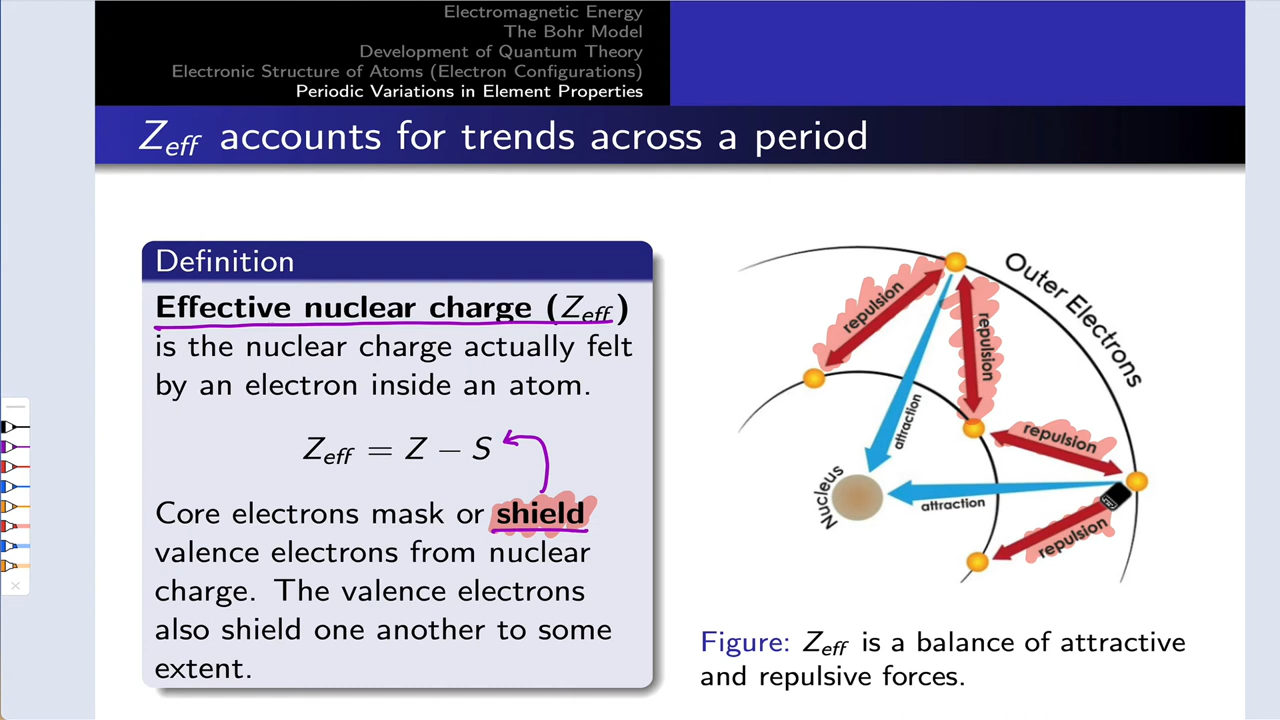 Electromagnetic Energy
The Bohr Model
Development of Quantum Theory
Electronic Structure of Atoms (Electron Configurations)
Periodic Variations in Element Properties
Zeff accounts for trends across a period
Definition
Effective nuclear charge (Zeff)
is the nuclear charge actually felt
by an electron inside an atom.
Zeff = Z − S
Core electrons mask or shield
valence electrons from nuclear
charge. The valence electrons
also shield one another to some
extent.
Outer Electrons
repulsion
repulsion
attraction
repulsion
Nucleus
attraction
repulsion
Figure: Zeff is a balance of attractive
and repulsive forces.